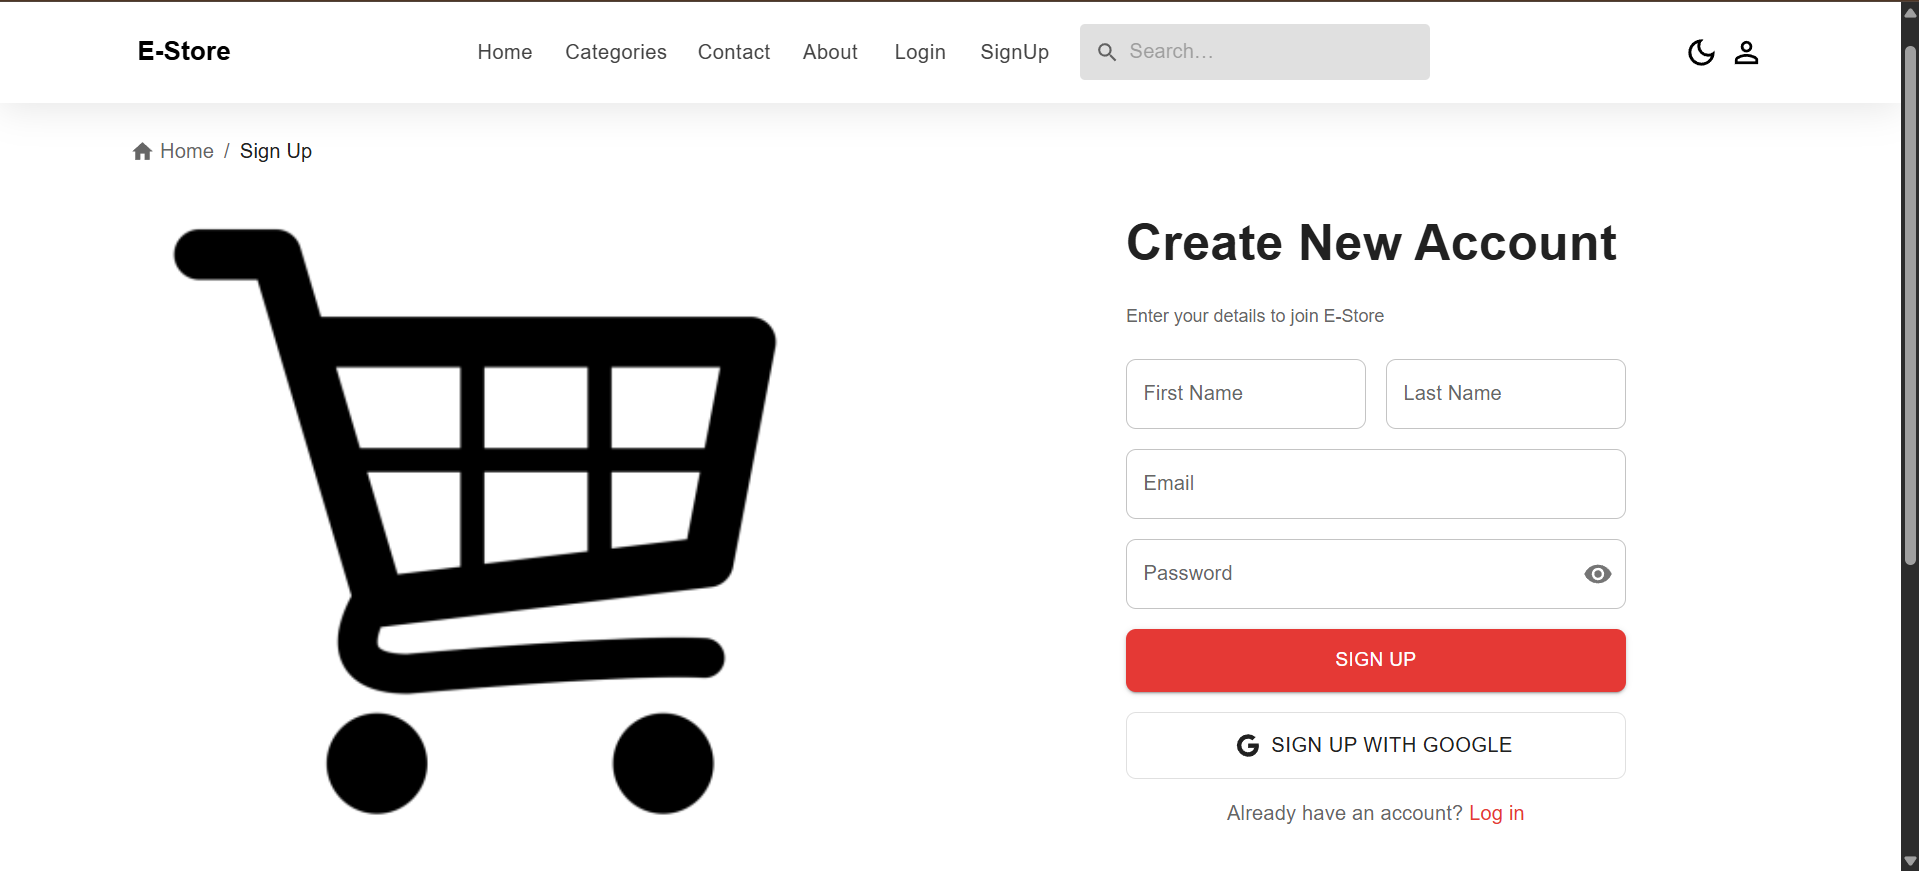 E-Store
Home Categories Contact About Login SignUp
Search...
Home / Sign Up
Create New Account
Enter your details to join E-Store
First Name Last Name
Email
Password
SIGN UP
SIGN UP WITH GOOGLE
Already have an account? Log in